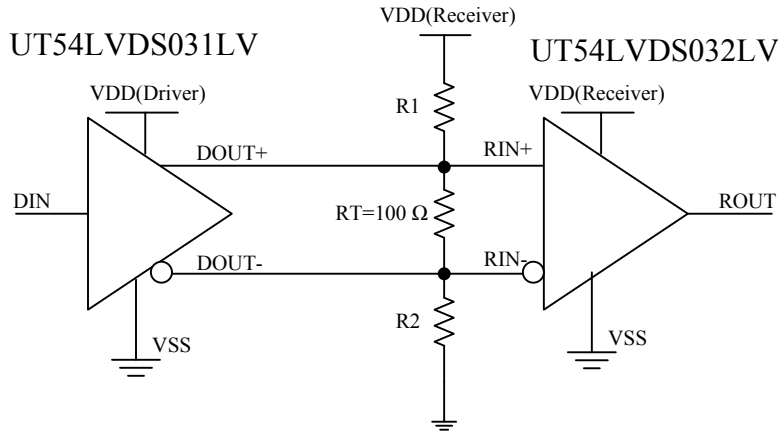 VDD(Receiver)
UT54LVDS031LV
UT54LVDS032LV
VDD(Driver)
R1
VDD(Receiver)
DOUT+
RIN+
DIN
RT=100 Ω
ROUT
DOUT-
RIN-
R2
VSS
VSS